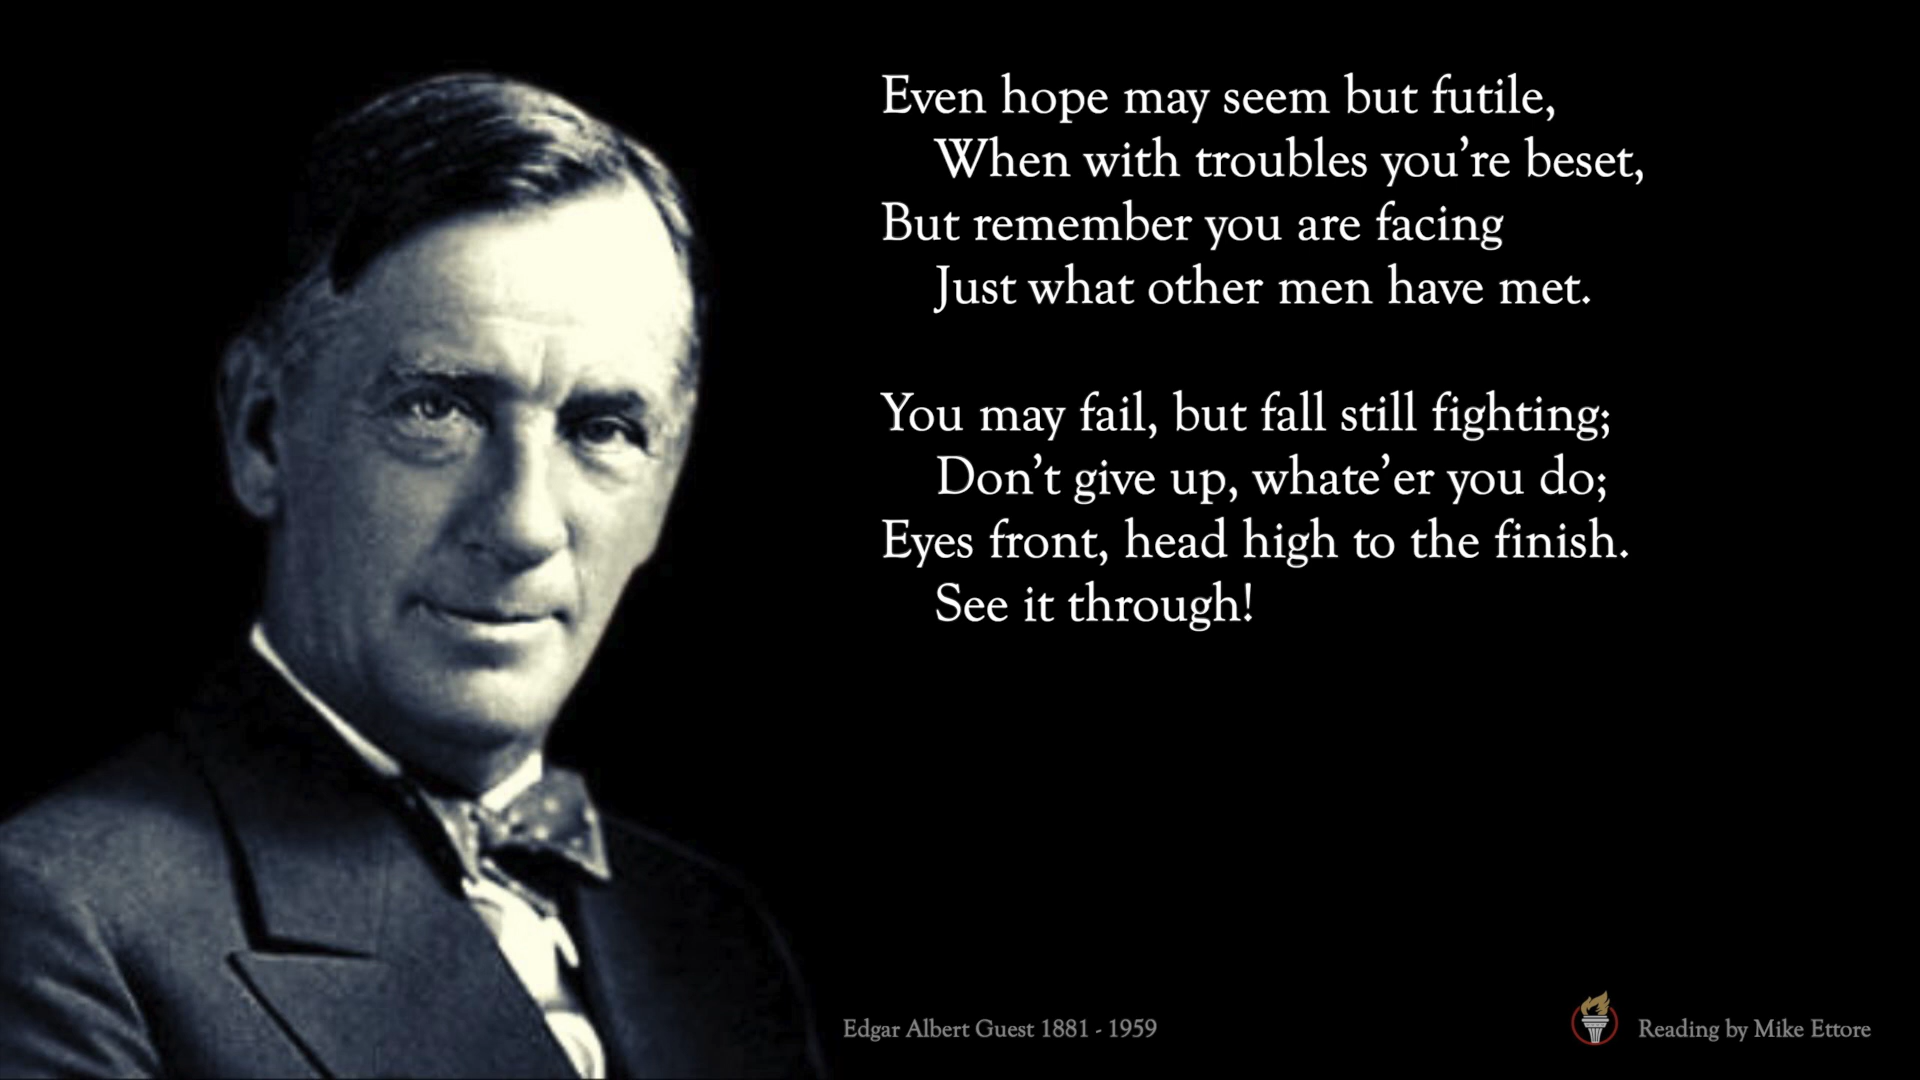 Even hope may seem but futile,
When with troubles you’re beset,
But remember you are facing
Just what other men have met.
You may fail, but fall still fighting;
Don’t give up, whate’er you do;
Eyes front, head high to the finish.
See it through!
Edgar Albert Guest 1881 - 1959
Reading by Mike Ettore